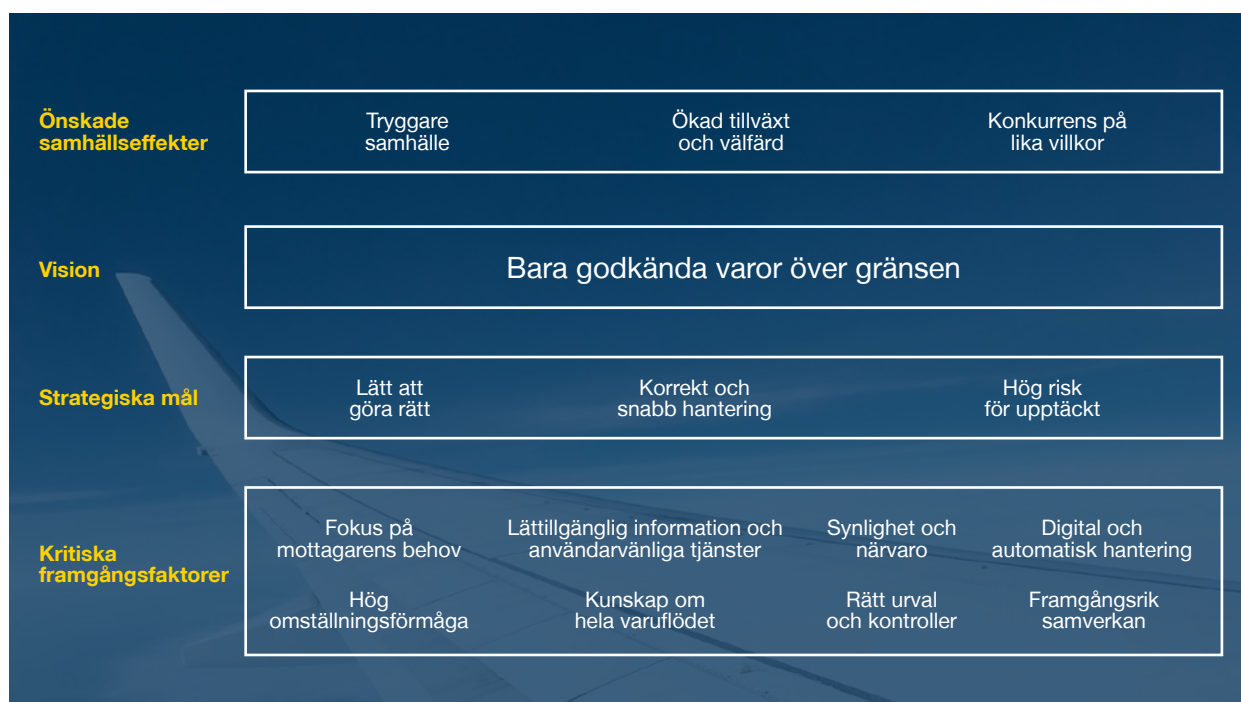 Önskade
samhällseffekter
Tryggare
samhälle
Ökad tillväxt
och välfärd
Konkurrens på
lika villkor
Vision
Bara godkända varor över gränsen
Strategiska mål
Lätt att
göra rätt
Korrekt och
snabb hantering
Hög risk
för upptäckt
Kritiska
framgångsfaktorer
Fokus på
mottagarens behov
Lättillgänglig information och
användarvänliga tjänster
Synlighet och
närvaro
Digital och
automatisk hantering
Hög
omställningsförmåga
Kunskap om
hela varuflödet
Rätt urval
och kontroller
Framgångsrik
samverkan